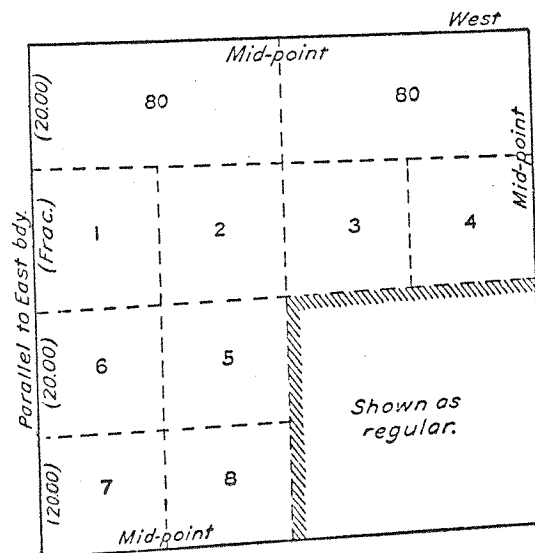 West
Mid-point
(20.00)
80
80
Mid-point
Parallel to East bdy.
(Frac.)
1
2
3
4
(20.00)
6
5
Shown as
regular.
(20.00)
7
8
Mid-point